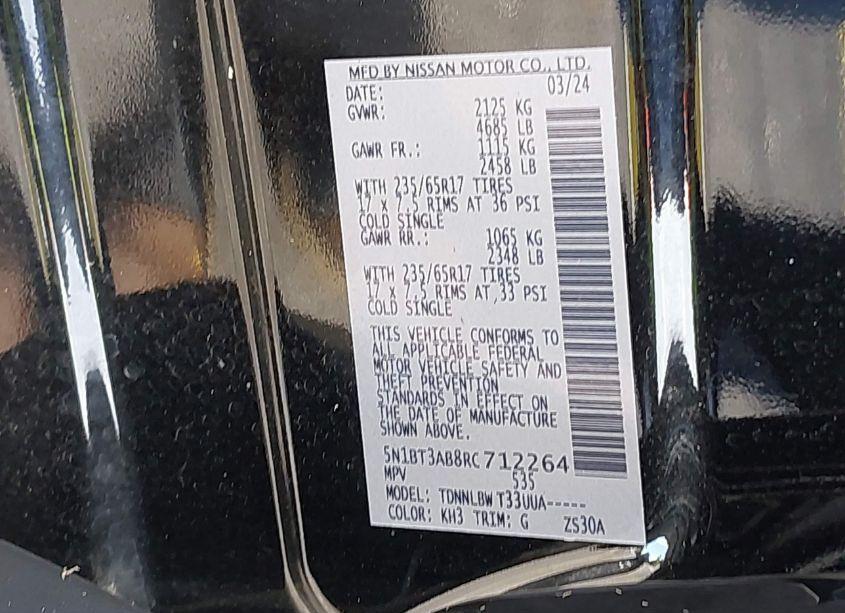 MFD BY NISSAN MOTOR CO., LTD.
DATE: 03/24
GVWR: 2125 KG
4685 LB
GAWR FR.: 1115 KG
2458 LB
WITH 235/65R17 TIRES
17 X 7.5 RIMS AT 36 PSI
COLD SINGLE
GAWR RR.: 1065 KG
2348 LB
WITH 235/65R17 TIRES
17 X 7.5 RIMS AT 33 PSI
COLD SINGLE
THIS VEHICLE CONFORMS TO
ALL APPLICABLE FEDERAL
MOTOR VEHICLE SAFETY AND
THEFT PREVENTION
STANDARDS IN EFFECT ON
THE DATE OF MANUFACTURE
SHOWN ABOVE.
5N1BT3AB8RC712264
MPV 535
MODEL: TDNNLBW T33UUA-----
COLOR: KH3 TRIM: G ZS30A